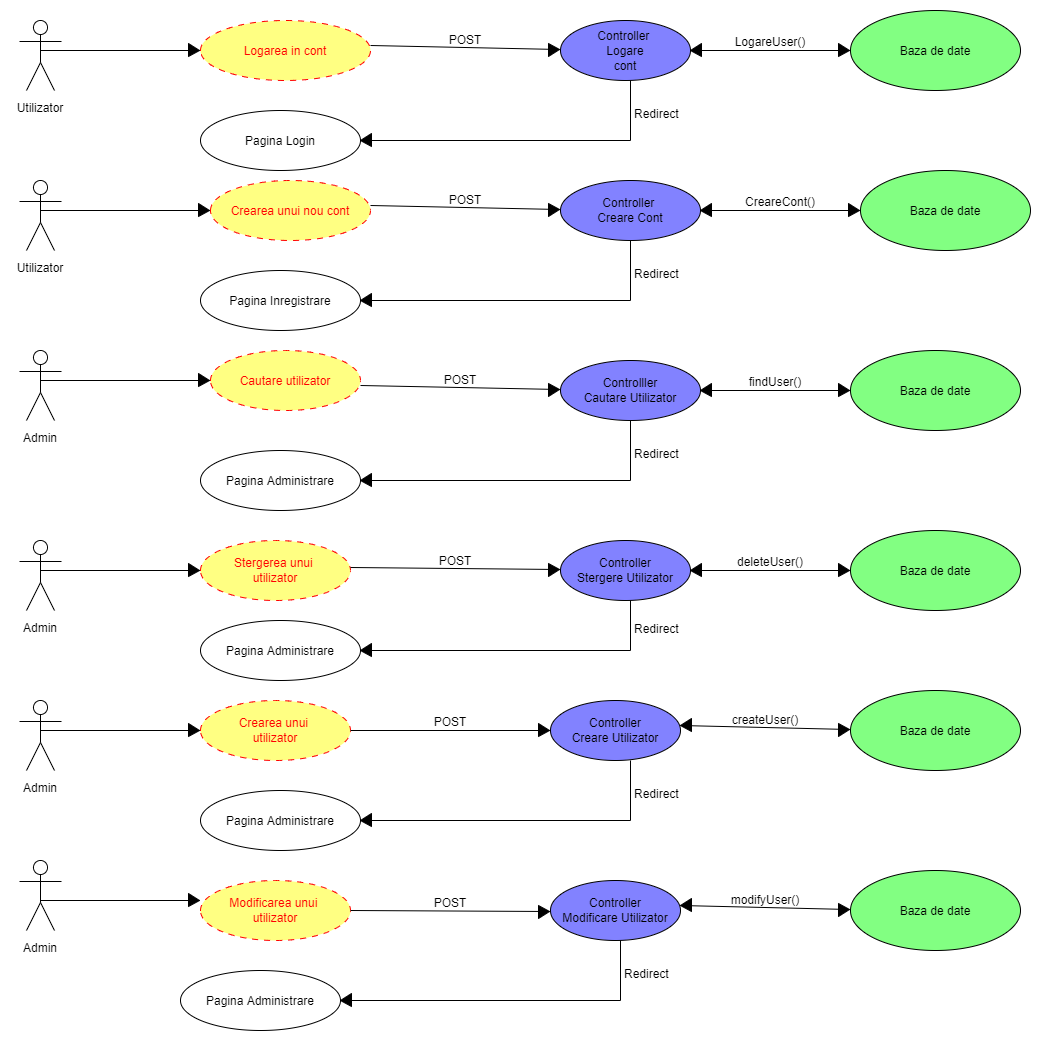 Logarea in cont
POST
Controller
Logare
cont
LogareUser()
Baza de date
Utilizator
Redirect
Pagina Login
Crearea unui nou cont
POST
Controller
Creare Cont
CreareCont()
Baza de date
Utilizator
Redirect
Pagina Inregistrare
Cautare utilizator
POST
Controlller
Cautare Utilizator
findUser()
Baza de date
Admin
Redirect
Pagina Administrare
Stergerea unui
utilizator
POST
Controller
Stergere Utilizator
deleteUser()
Baza de date
Admin
Redirect
Pagina Administrare
Crearea unui
utilizator
POST
Controller
Creare Utilizator
createUser()
Baza de date
Admin
Redirect
Pagina Administrare
Modificarea unui
utilizator
POST
Controller
Modificare Utilizator
modifyUser()
Baza de date
Admin
Redirect
Pagina Administrare